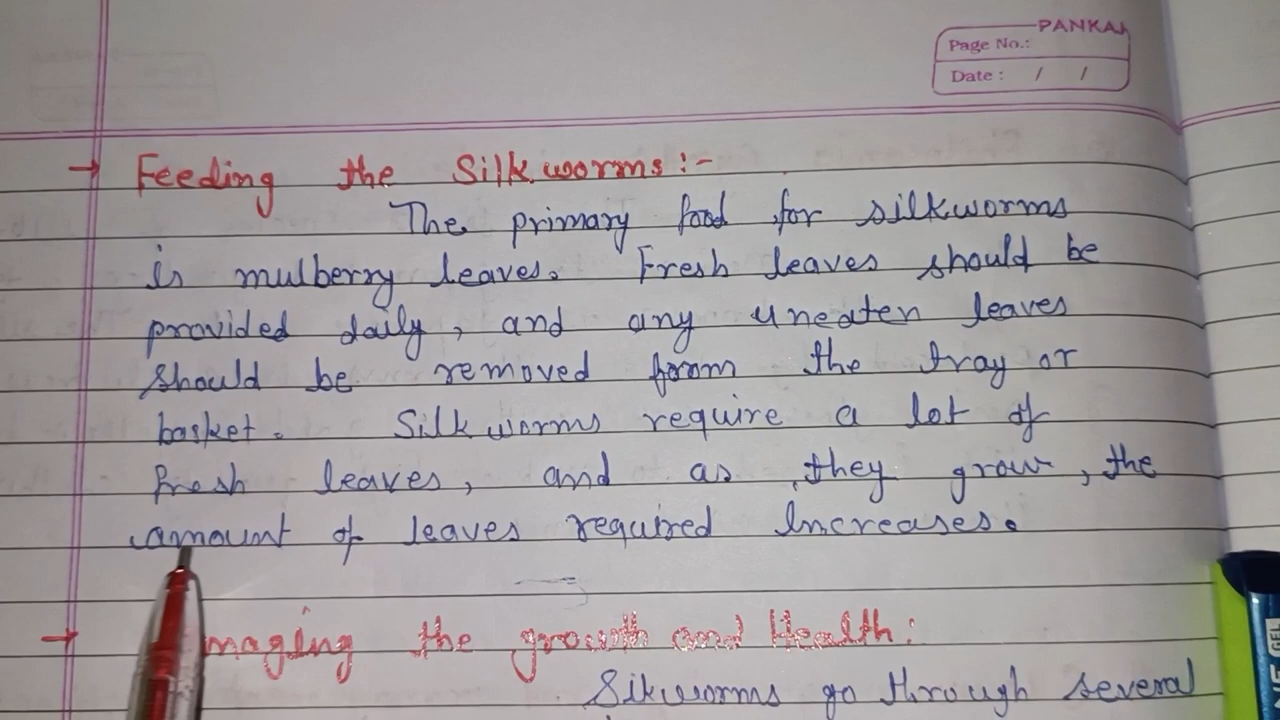 PANKAJ
Page No.:
Date : / /
→ Feeding the Silkworms:-
The primary food for silkworms
is mulberry leaves. Fresh leaves should be
provided daily, and any uneaten leaves
should be removed from the tray or
basket. Silkworms require a lot of
fresh leaves, and as they grow, the
amount of leaves required increases.
→ the growth and Health:
Sikworms go through several
GEL